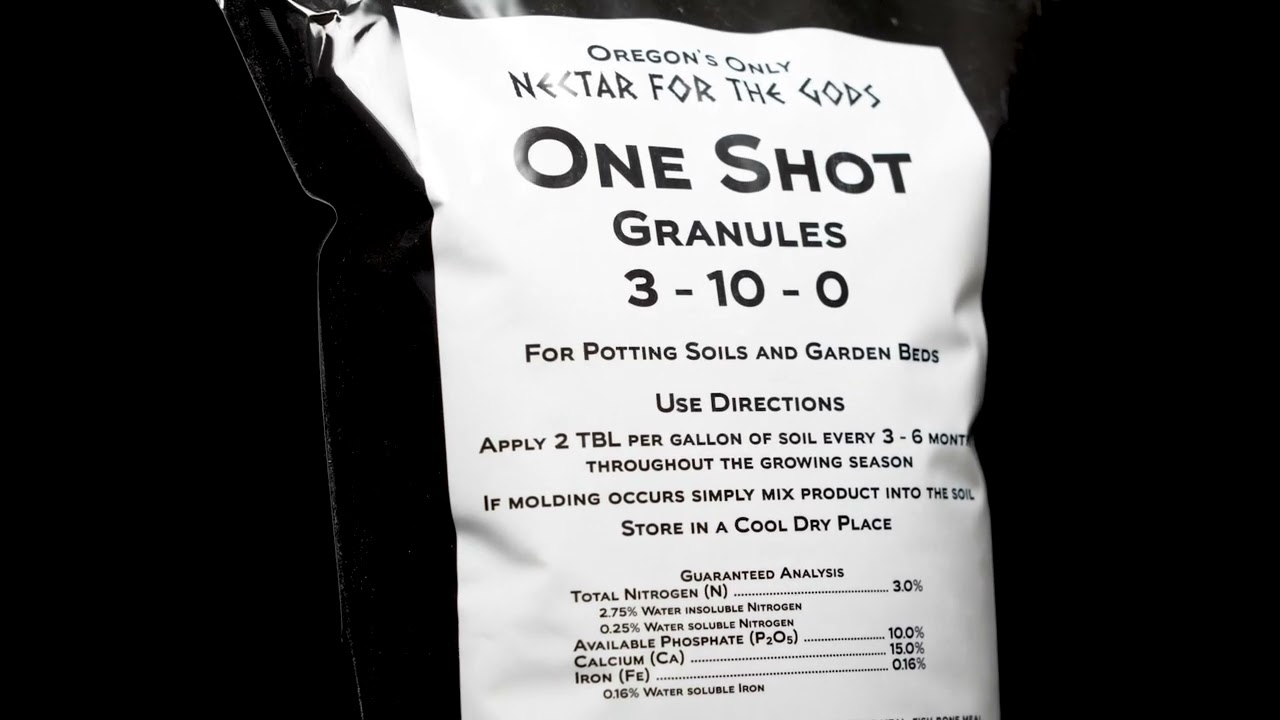 Oregon's Only
Nectar for the Gods
One Shot
Granules
3 - 10 - 0
For Potting Soils and Garden Beds
Use Directions
Apply 2 TBL per gallon of soil every 3 - 6 
throughout the growing season
If molding occurs simply mix product into the soil
Store in a Cool Dry Place
Guaranteed Analysis
Total Nitrogen (N) .......... 3.0%
2.75% Water insoluble Nitrogen
0.25% Water soluble Nitrogen
Available Phosphate (P₂O₅) .......... 10.0%
Calcium (Ca) .......... 15.0%
Iron (Fe) .......... 0.16%
0.16% Water soluble Iron